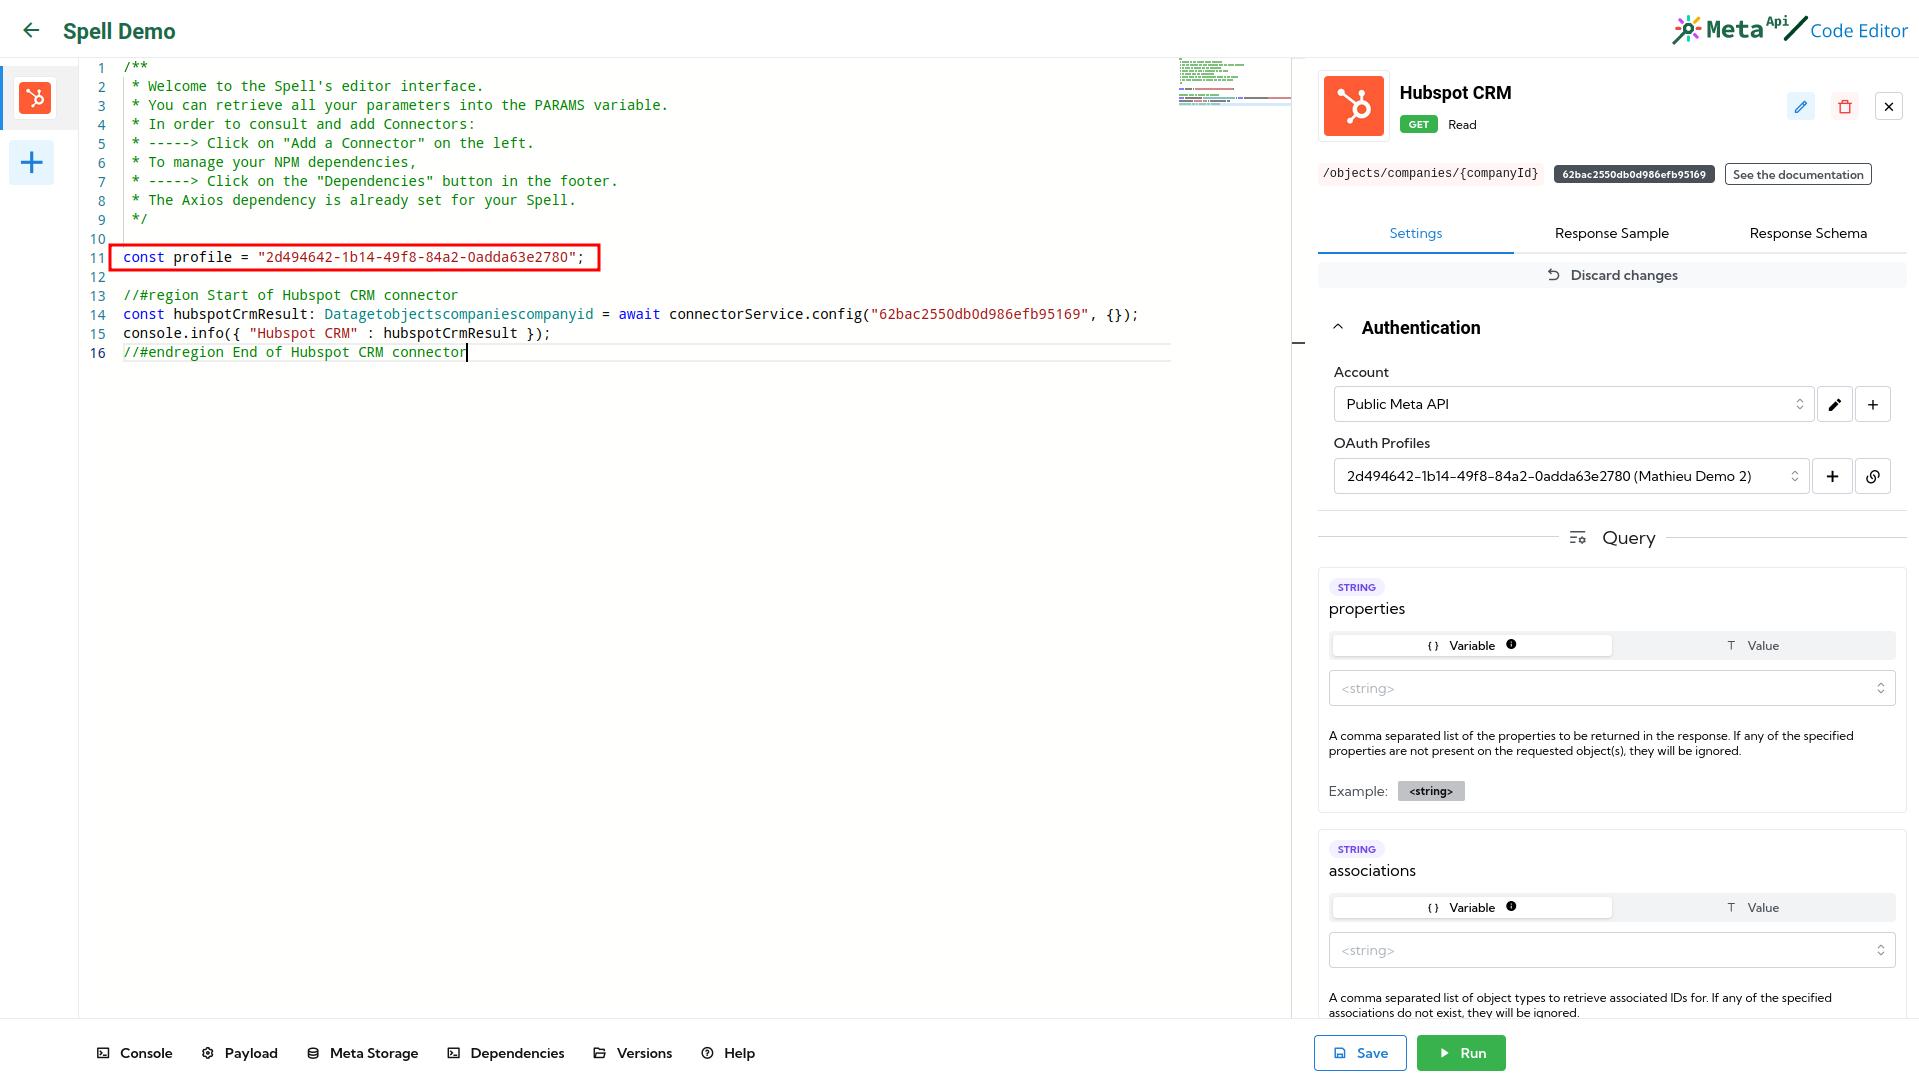 Spell Demo
Meta Api Code Editor
1 /**
2 * Welcome to the Spell's editor interface.
3 * You can retrieve all your parameters into the PARAMS variable.
4 * In order to consult and add Connectors:
5 * -----> Click on "Add a Connector" on the left.
6 * To manage your NPM dependencies,
7 * -----> Click on the "Dependencies" button in the footer.
8 * The Axios dependency is already set for your Spell.
9 */
10
11 const profile = "2d494642-1b14-49f8-84a2-0adda63e2780";
12
13 //#region Start of Hubspot CRM connector
14 const hubspotCrmResult: Datagetobjectscompaniescompanyid = await connectorService.config("62bac2550db0d986efb95169", {});
15 console.info({ "Hubspot CRM" : hubspotCrmResult });
16 //#endregion End of Hubspot CRM connector
Hubspot CRM
GET Read
/objects/companies/{companyId} 62bac2550db0d986efb95169 See the documentation
Settings Response Sample Response Schema
Discard changes
Authentication
Account
Public Meta API
OAuth Profiles
2d494642-1b14-49f8-84a2-0adda63e2780 (Mathieu Demo 2)
Query
STRING
properties
{ } Variable T Value
<string>
A comma separated list of the properties to be returned in the response. If any of the specified
properties are not present on the requested object(s), they will be ignored.
Example: <string>
STRING
associations
{ } Variable T Value
<string>
A comma separated list of object types to retrieve associated IDs for. If any of the specified
associations do not exist, they will be ignored.
Console Payload Meta Storage Dependencies Versions Help Save Run